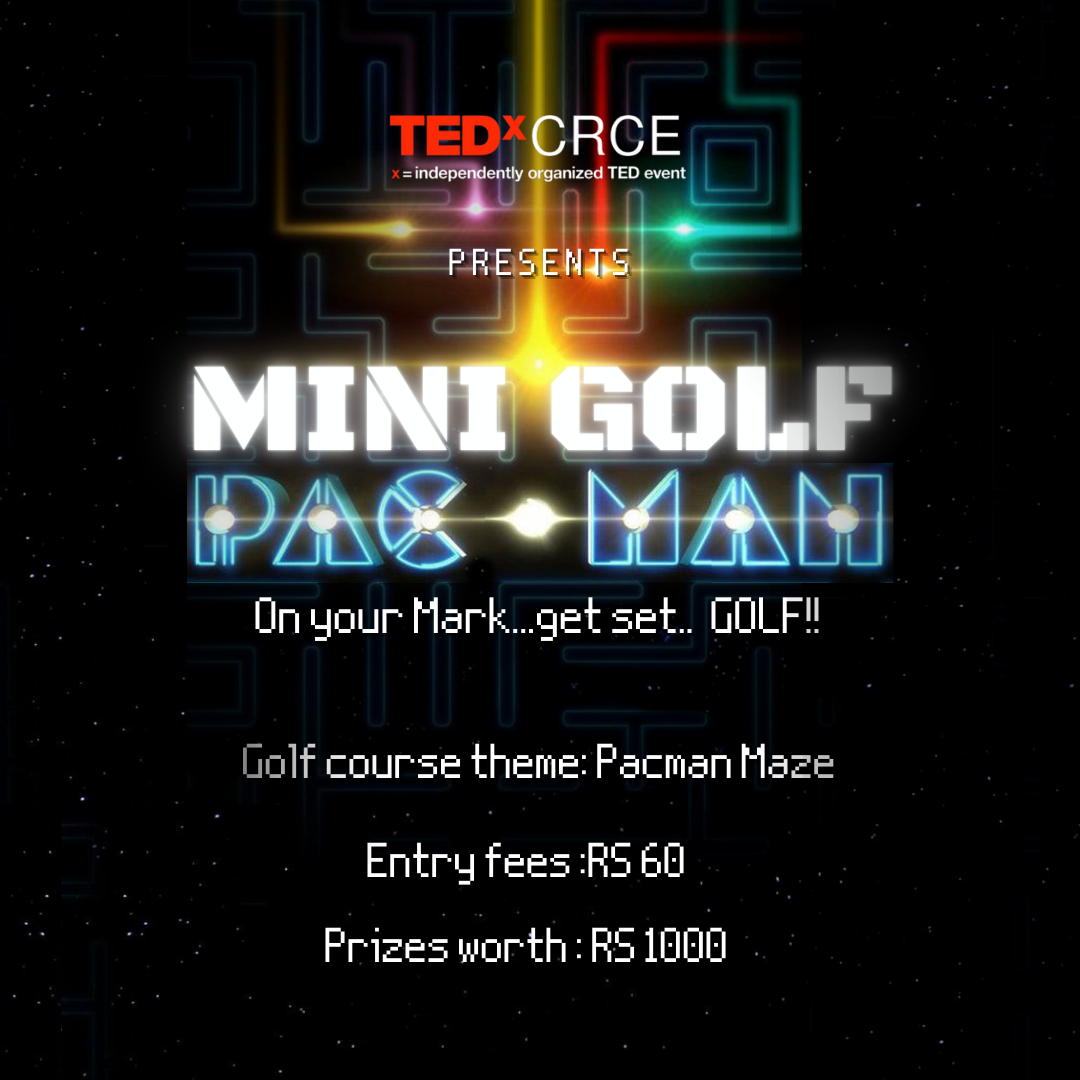 TEDxCRCE
x = independently organized TED event
PRESENTS
MINI GOLF
PAC MAN
On your Mark...get set.. GOLF!!
Golf course theme: Pacman Maze
Entry fees :RS 60
Prizes worth : RS 1000